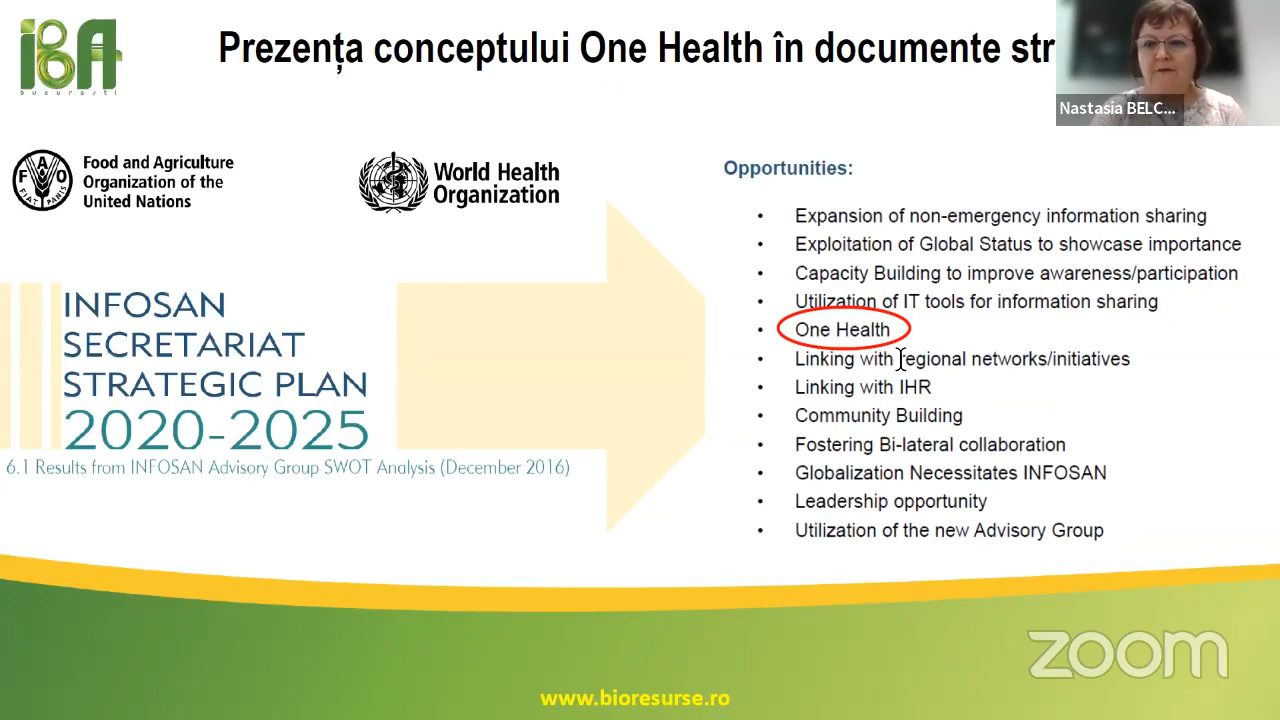 IBA
bucurești
Prezența conceptului One Health în documente str
Nastasia BELC...
FAO
FIAT PANIS
Food and Agriculture
Organization of the
United Nations
World Health
Organization
INFOSAN
SECRETARIAT
STRATEGIC PLAN
2020-2025
6.1 Results from INFOSAN Advisory Group SWOT Analysis (December 2016)
Opportunities:
• Expansion of non-emergency information sharing
• Exploitation of Global Status to showcase importance
• Capacity Building to improve awareness/participation
• Utilization of IT tools for information sharing
• One Health
• Linking with regional networks/initiatives
• Linking with IHR
• Community Building
• Fostering Bi-lateral collaboration
• Globalization Necessitates INFOSAN
• Leadership opportunity
• Utilization of the new Advisory Group
zoom
www.bioresurse.ro